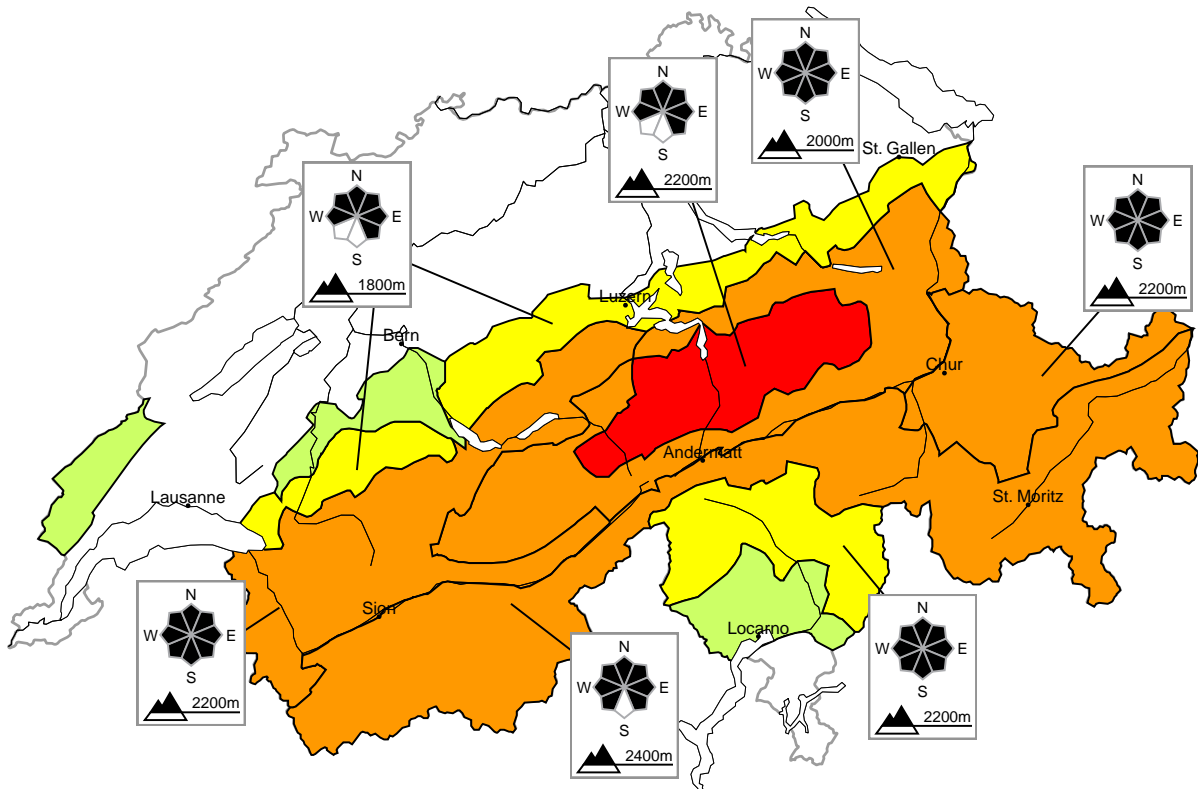 N
W E
S
2000m
N
W E
S
2200m
St. Gallen
N
W E
S
1800m
N
W E
S
2200m
Luzern
Bern
Chur
Andermatt
Lausanne
St. Moritz
Sion
Locarno
N
W E
S
2200m
N
W E
S
2400m
N
W E
S
2200m